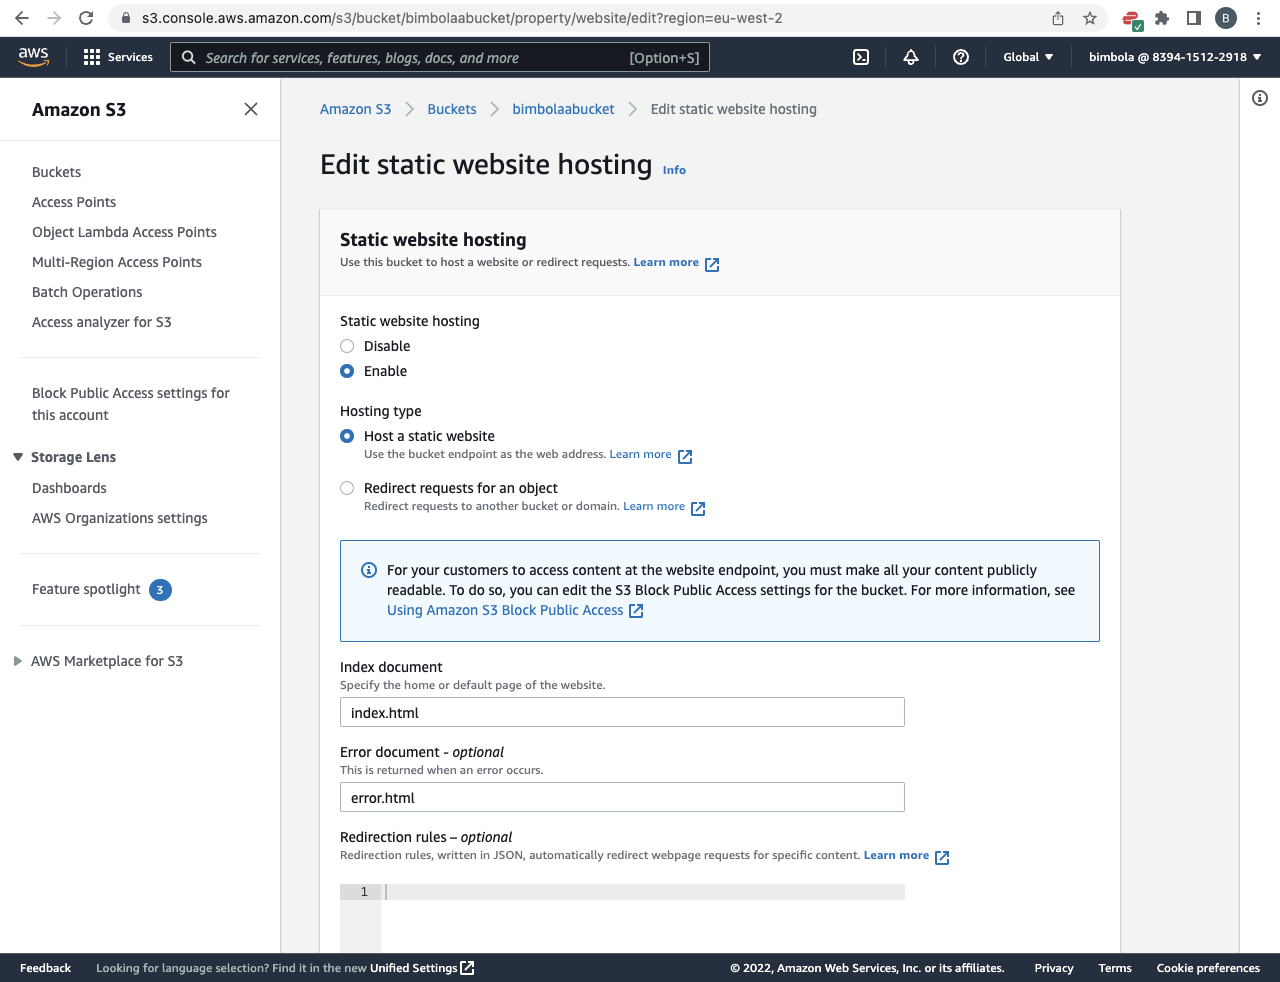 s3.console.aws.amazon.com/s3/bucket/bimbolaabucket/property/website/edit?region=eu-west-2
B
aws
Services
Search for services, features, blogs, docs, and more
[Option+S]
Global
bimbola @ 8394-1512-2918
Amazon S3
Buckets
Access Points
Object Lambda Access Points
Multi-Region Access Points
Batch Operations
Access analyzer for S3
Block Public Access settings for
this account
Storage Lens
Dashboards
AWS Organizations settings
Feature spotlight 3
AWS Marketplace for S3
Amazon S3 Buckets bimbolaabucket Edit static website hosting
Edit static website hosting Info
Static website hosting
Use this bucket to host a website or redirect requests. Learn more
Static website hosting
Disable
Enable
Hosting type
Host a static website
Use the bucket endpoint as the web address. Learn more
Redirect requests for an object
Redirect requests to another bucket or domain. Learn more
For your customers to access content at the website endpoint, you must make all your content publicly
readable. To do so, you can edit the S3 Block Public Access settings for the bucket. For more information, see
Using Amazon S3 Block Public Access
Index document
Specify the home or default page of the website.
index.html
Error document - optional
This is returned when an error occurs.
error.html
Redirection rules – optional
Redirection rules, written in JSON, automatically redirect webpage requests for specific content. Learn more
1
Feedback
Looking for language selection? Find it in the new Unified Settings
© 2022, Amazon Web Services, Inc. or its affiliates.
Privacy
Terms
Cookie preferences